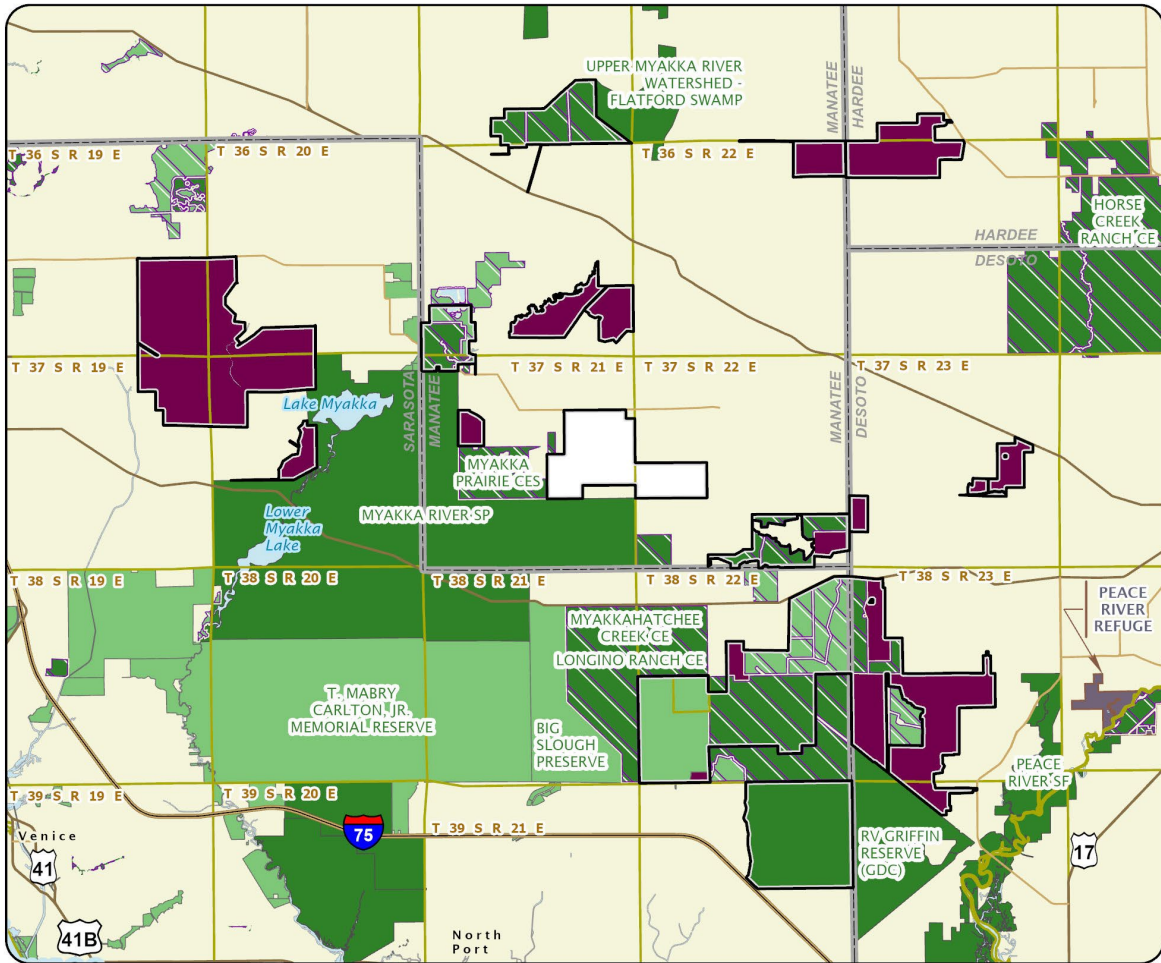 UPPER MYAKKA RIVER
WATERSHED -
FLATFORD SWAMP
MANATEE
HARDEE
T 36 S R 19 E
T 36 S R 20 E
T 36 S R 22 E
HORSE
CREEK
RANCH CE
HARDEE
DESOTO
T 37 S R 19 E
T 37 S R 21 E
T 37 S R 22 E
T 37 S R 23 E
SARASOTA
MANATEE
MANATEE
DESOTO
Lake Myakka
MYAKKA
PRAIRIE CES
Lower
Myakka
Lake
MYAKKA RIVER SP
T 38 S R 19 E
T 38 S R 20 E
T 38 S R 21 E
T 38 S R 22 E
T 38 S R 23 E
PEACE
RIVER
REFUGE
MYAKKAHATCHEE
CREEK CE
LONGINO RANCH CE
T. MABRY
CARLTON, JR.
MEMORIAL RESERVE
BIG
SLOUGH
PRESERVE
PEACE
RIVER SF
T 39 S R 19 E
T 39 S R 20 E
T 39 S R 21 E
75
RV GRIFFIN
RESERVE
(GDC)
Venice
41
17
41B
North
Port